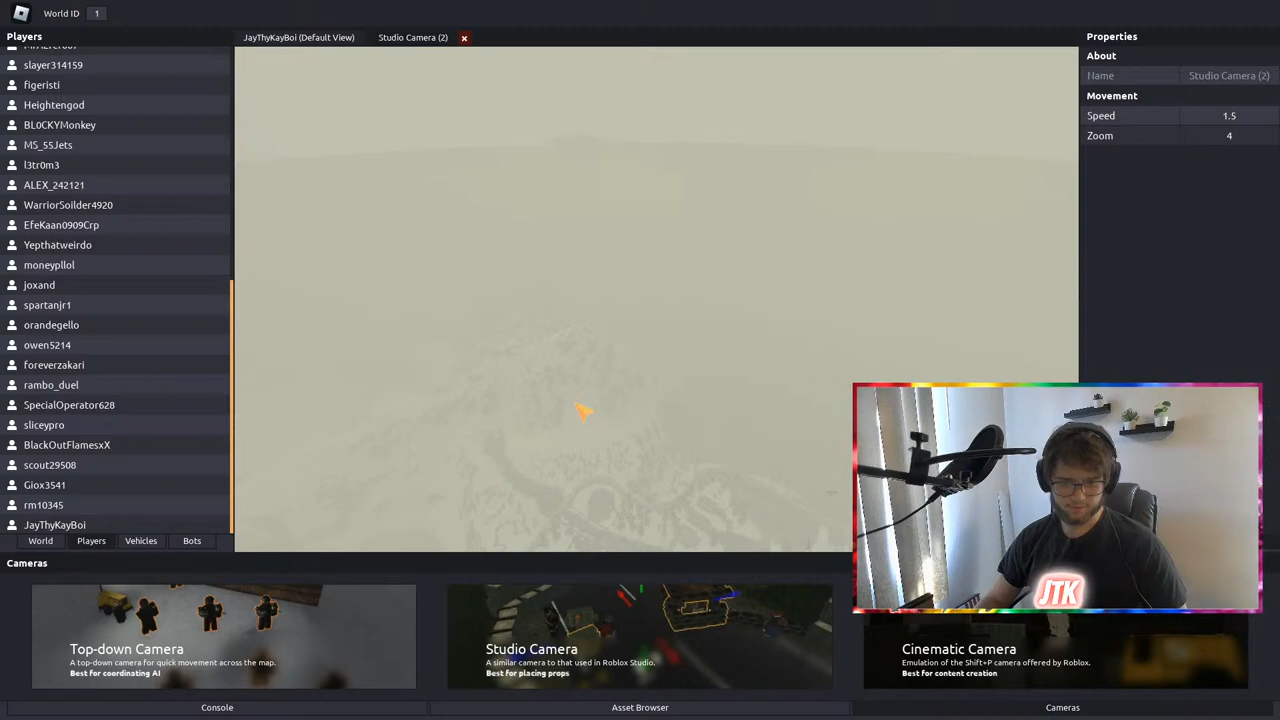 World ID 1
Players
JayThyKayBoi (Default View) Studio Camera (2) x
Properties
About
Name Studio Camera (2)
Movement
Speed 1.5
Zoom 4
slayer314159
figeristi
Heightengod
BL0CKYMonkey
MS_55Jets
l3tr0m3
ALEX_242121
WarriorSoilder4920
EfeKaan0909Crp
Yepthatweirdo
moneypllol
joxand
spartanjr1
orandegello
owen5214
foreverzakari
rambo_duel
SpecialOperator628
sliceypro
BlackOutFlamesxX
scout29508
Giox3541
rm10345
JayThyKayBoi
World Players Vehicles Bots
Cameras
Top-down Camera
A top-down camera for quick movement across the map.
Best for coordinating AI
Studio Camera
A similar camera to that used in Roblox Studio.
Best for placing props
Cinematic Camera
Emulation of the Shift+P camera offered by Roblox.
Best for content creation
JTK
Console Asset Browser Cameras